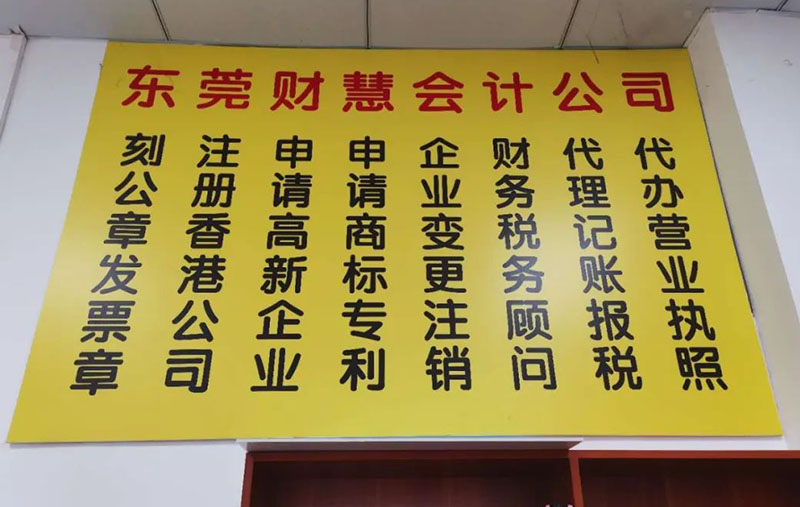 东莞财慧会计公司
代办营业执照
代理记账报税
财务税务顾问
企业变更注销
申请商标专利
申请高新企业
注册香港公司
刻公章发票章